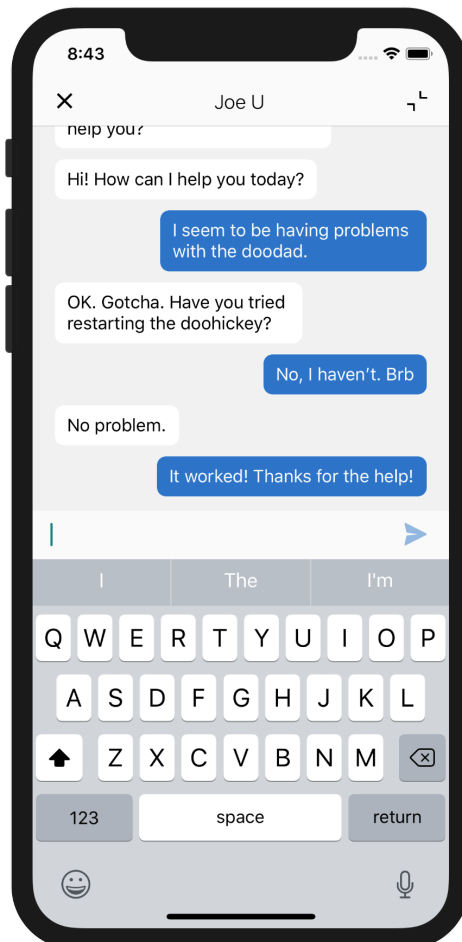 8:43
Joe U
help you?
Hi! How can I help you today?
I seem to be having problems
with the doodad.
OK. Gotcha. Have you tried
restarting the doohickey?
No, I haven’t. Brb
No problem.
It worked! Thanks for the help!
I The I'm
Q W E R T Y U I O P
A S D F G H J K L
Z X C V B N M
123 space return